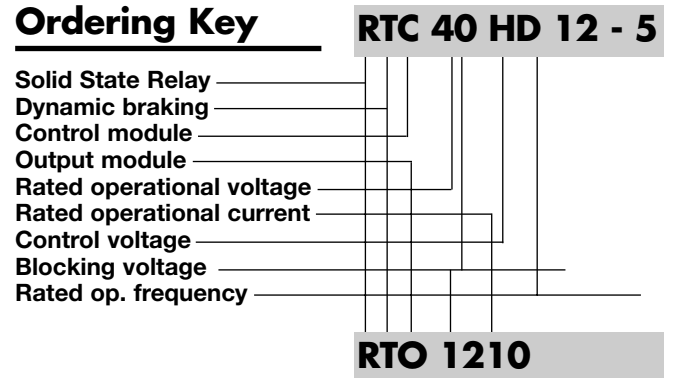 Ordering Key
RTC 40 HD 12 - 5
Solid State Relay
Dynamic braking
Control module
Output module
Rated operational voltage
Rated operational current
Control voltage
Blocking voltage
Rated op. frequency
RTO 1210